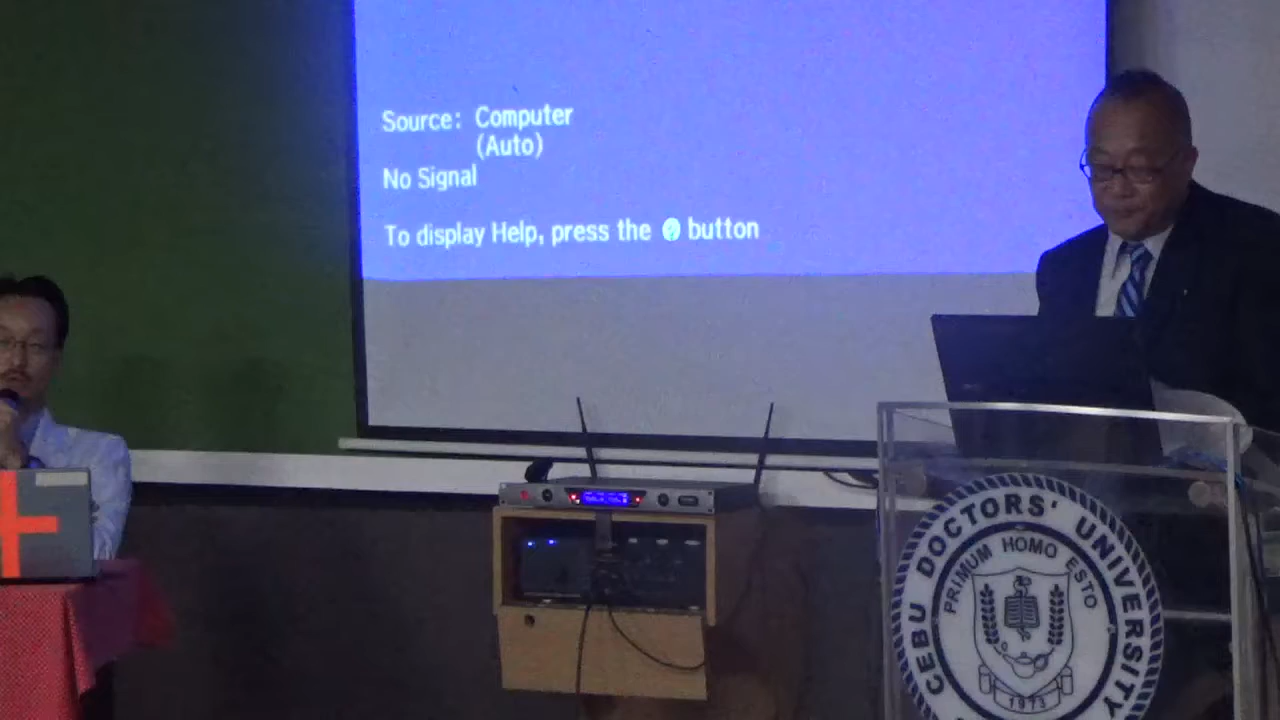 Source: Computer
(Auto)
No Signal
To display Help, press the ? button
CEBU DOCTORS' UNIVERSITY
PRIMUM HOMO ESTO
1973